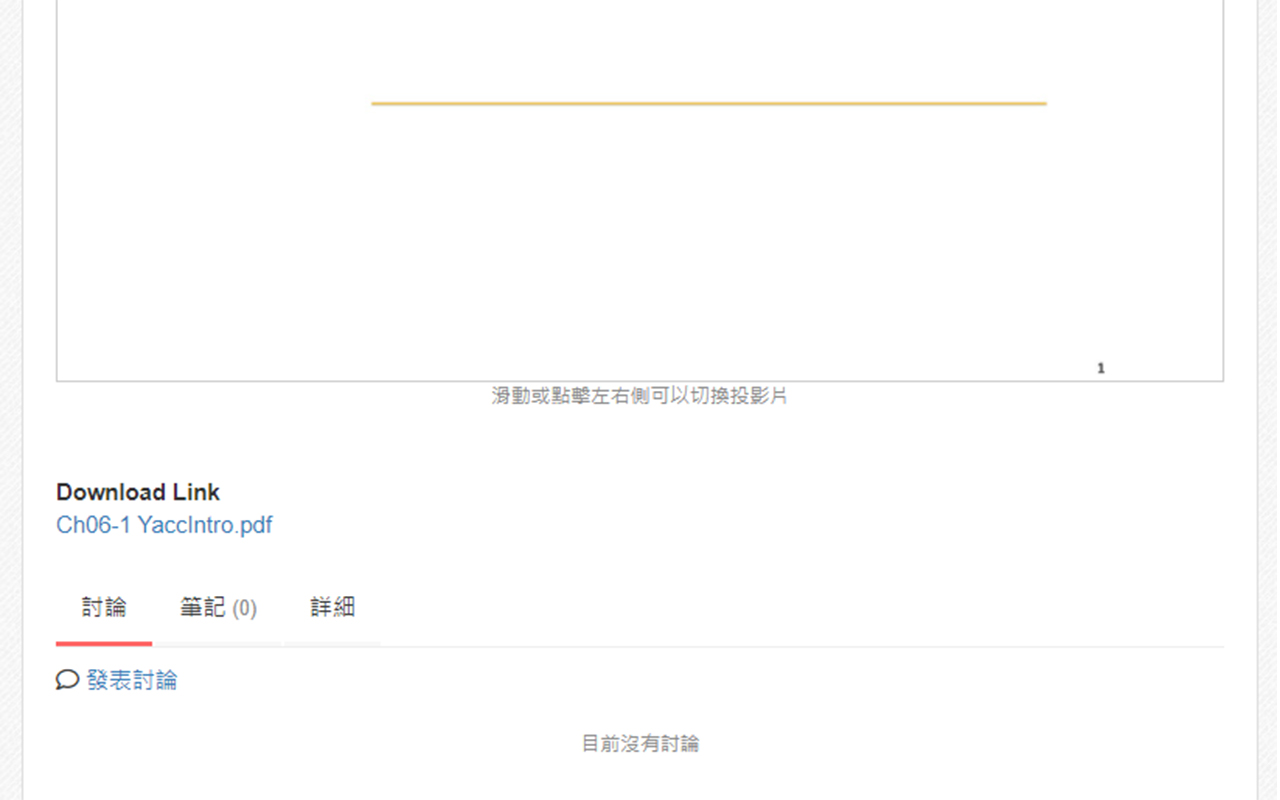 1
滑動或點擊左右側可以切換投影片
Download Link
Ch06-1 YaccIntro.pdf
討論 筆記 (0) 詳細
發表討論
目前沒有討論